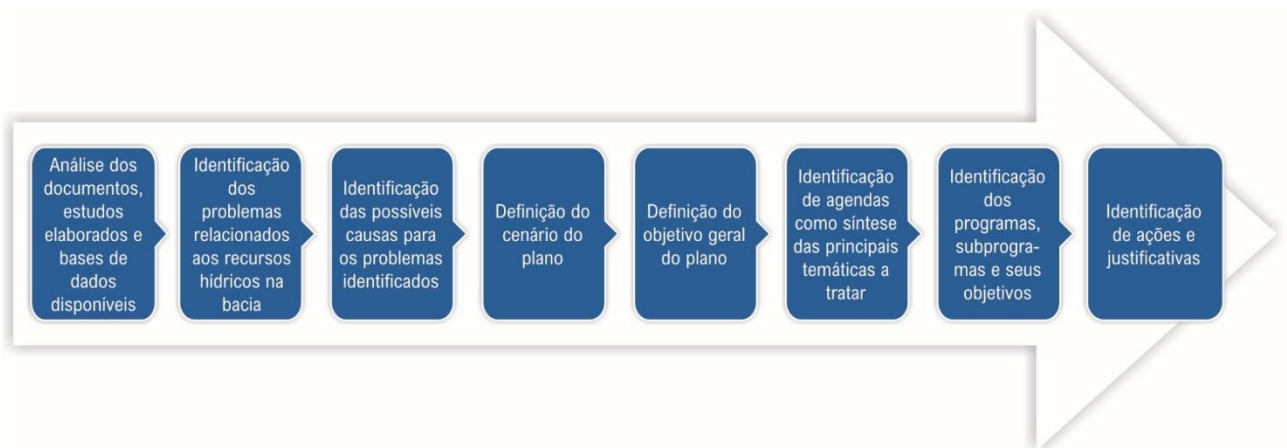 Análise dos
documentos,
estudos
elaborados e
bases de
dados
disponíveis
Identificação
dos
problemas
relacionados
aos recursos
hídricos na
bacia
Identificação
das possíveis
causas para
os problemas
identificados
Definição do
cenário do
plano
Definição do
objetivo geral
do plano
Identificação
de agendas
como síntese
das principais
temáticas a
tratar
Identificação
dos
programas,
subprogra-
mas e seus
objetivos
Identificação
de ações e
justificativas